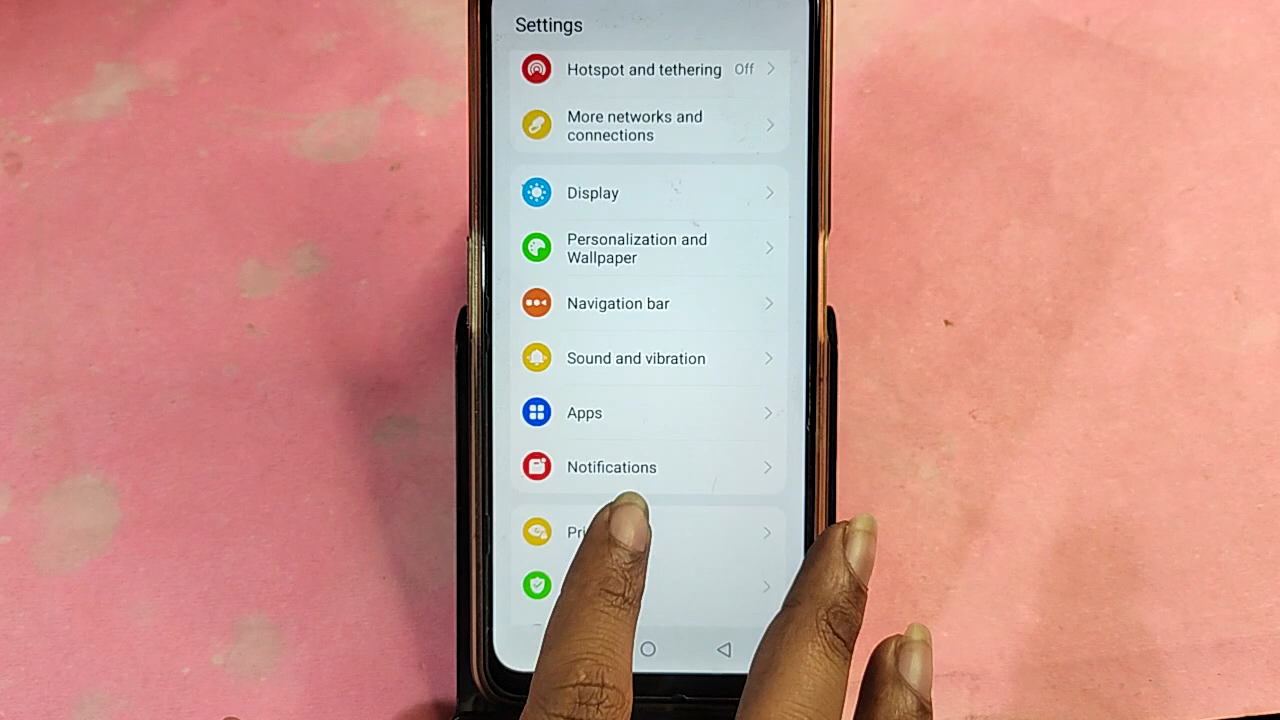 Settings
Hotspot and tethering Off
More networks and
connections
Display
Personalization and
Wallpaper
Navigation bar
Sound and vibration
Apps
Notifications